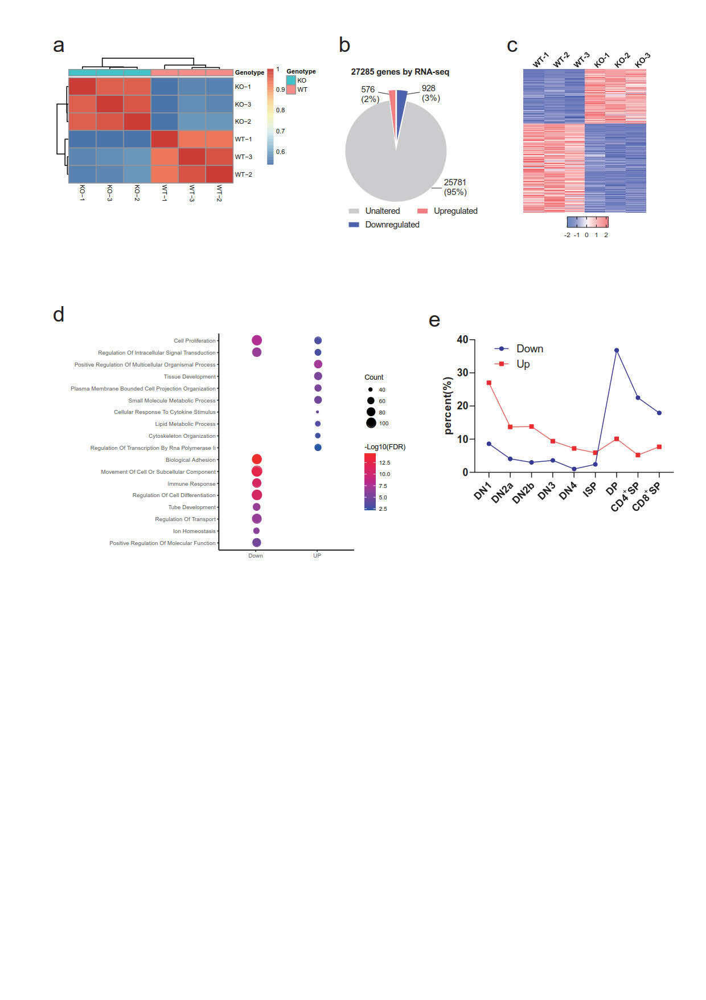 a
Genotype
KO−1
KO−3
KO−2
WT−1
WT−3
WT−2
KO−1
KO−3
KO−2
WT−1
WT−3
WT−2
1
0.9
0.8
0.7
0.6
Genotype
KO
WT
b
27285 genes by RNA-seq
576
(2%)
928
(3%)
25781
(95%)
Unaltered
Upregulated
Downregulated
c
WT-1
WT-2
WT-3
KO-1
KO-2
KO-3
-2 -1 0 1 2
d
Cell Proliferation
Regulation Of Intracellular Signal Transduction
Positive Regulation Of Multicellular Organismal Process
Tissue Development
Plasma Membrane Bounded Cell Projection Organization
Small Molecule Metabolic Process
Cellular Response To Cytokine Stimulus
Lipid Metabolic Process
Cytoskeleton Organization
Regulation Of Transcription By Rna Polymerase Ii
Biological Adhesion
Movement Of Cell Or Subcellular Component
Immune Response
Regulation Of Cell Differentiation
Tube Development
Regulation Of Transport
Ion Homeostasis
Positive Regulation Of Molecular Function
Down
UP
Count
40
60
80
100
-Log10(FDR)
12.5
10.0
7.5
5.0
2.5
e
percent(%)
40
30
20
10
0
Down
Up
DN1
DN2a
DN2b
DN3
DN4
ISP
DP
CD4⁺SP
CD8⁺SP